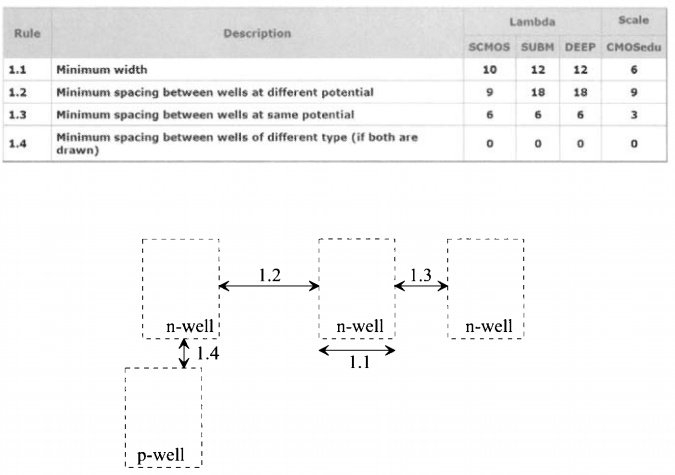 Rule Description Lambda Scale
SCMOS SUBM DEEP CMOSedu
1.1 Minimum width 10 12 12 6
1.2 Minimum spacing between wells at different potential 9 18 18 9
1.3 Minimum spacing between wells at same potential 6 6 6 3
1.4 Minimum spacing between wells of different type (if both are
drawn) 0 0 0 0
1.2 1.3
n-well n-well n-well
1.4 1.1
p-well